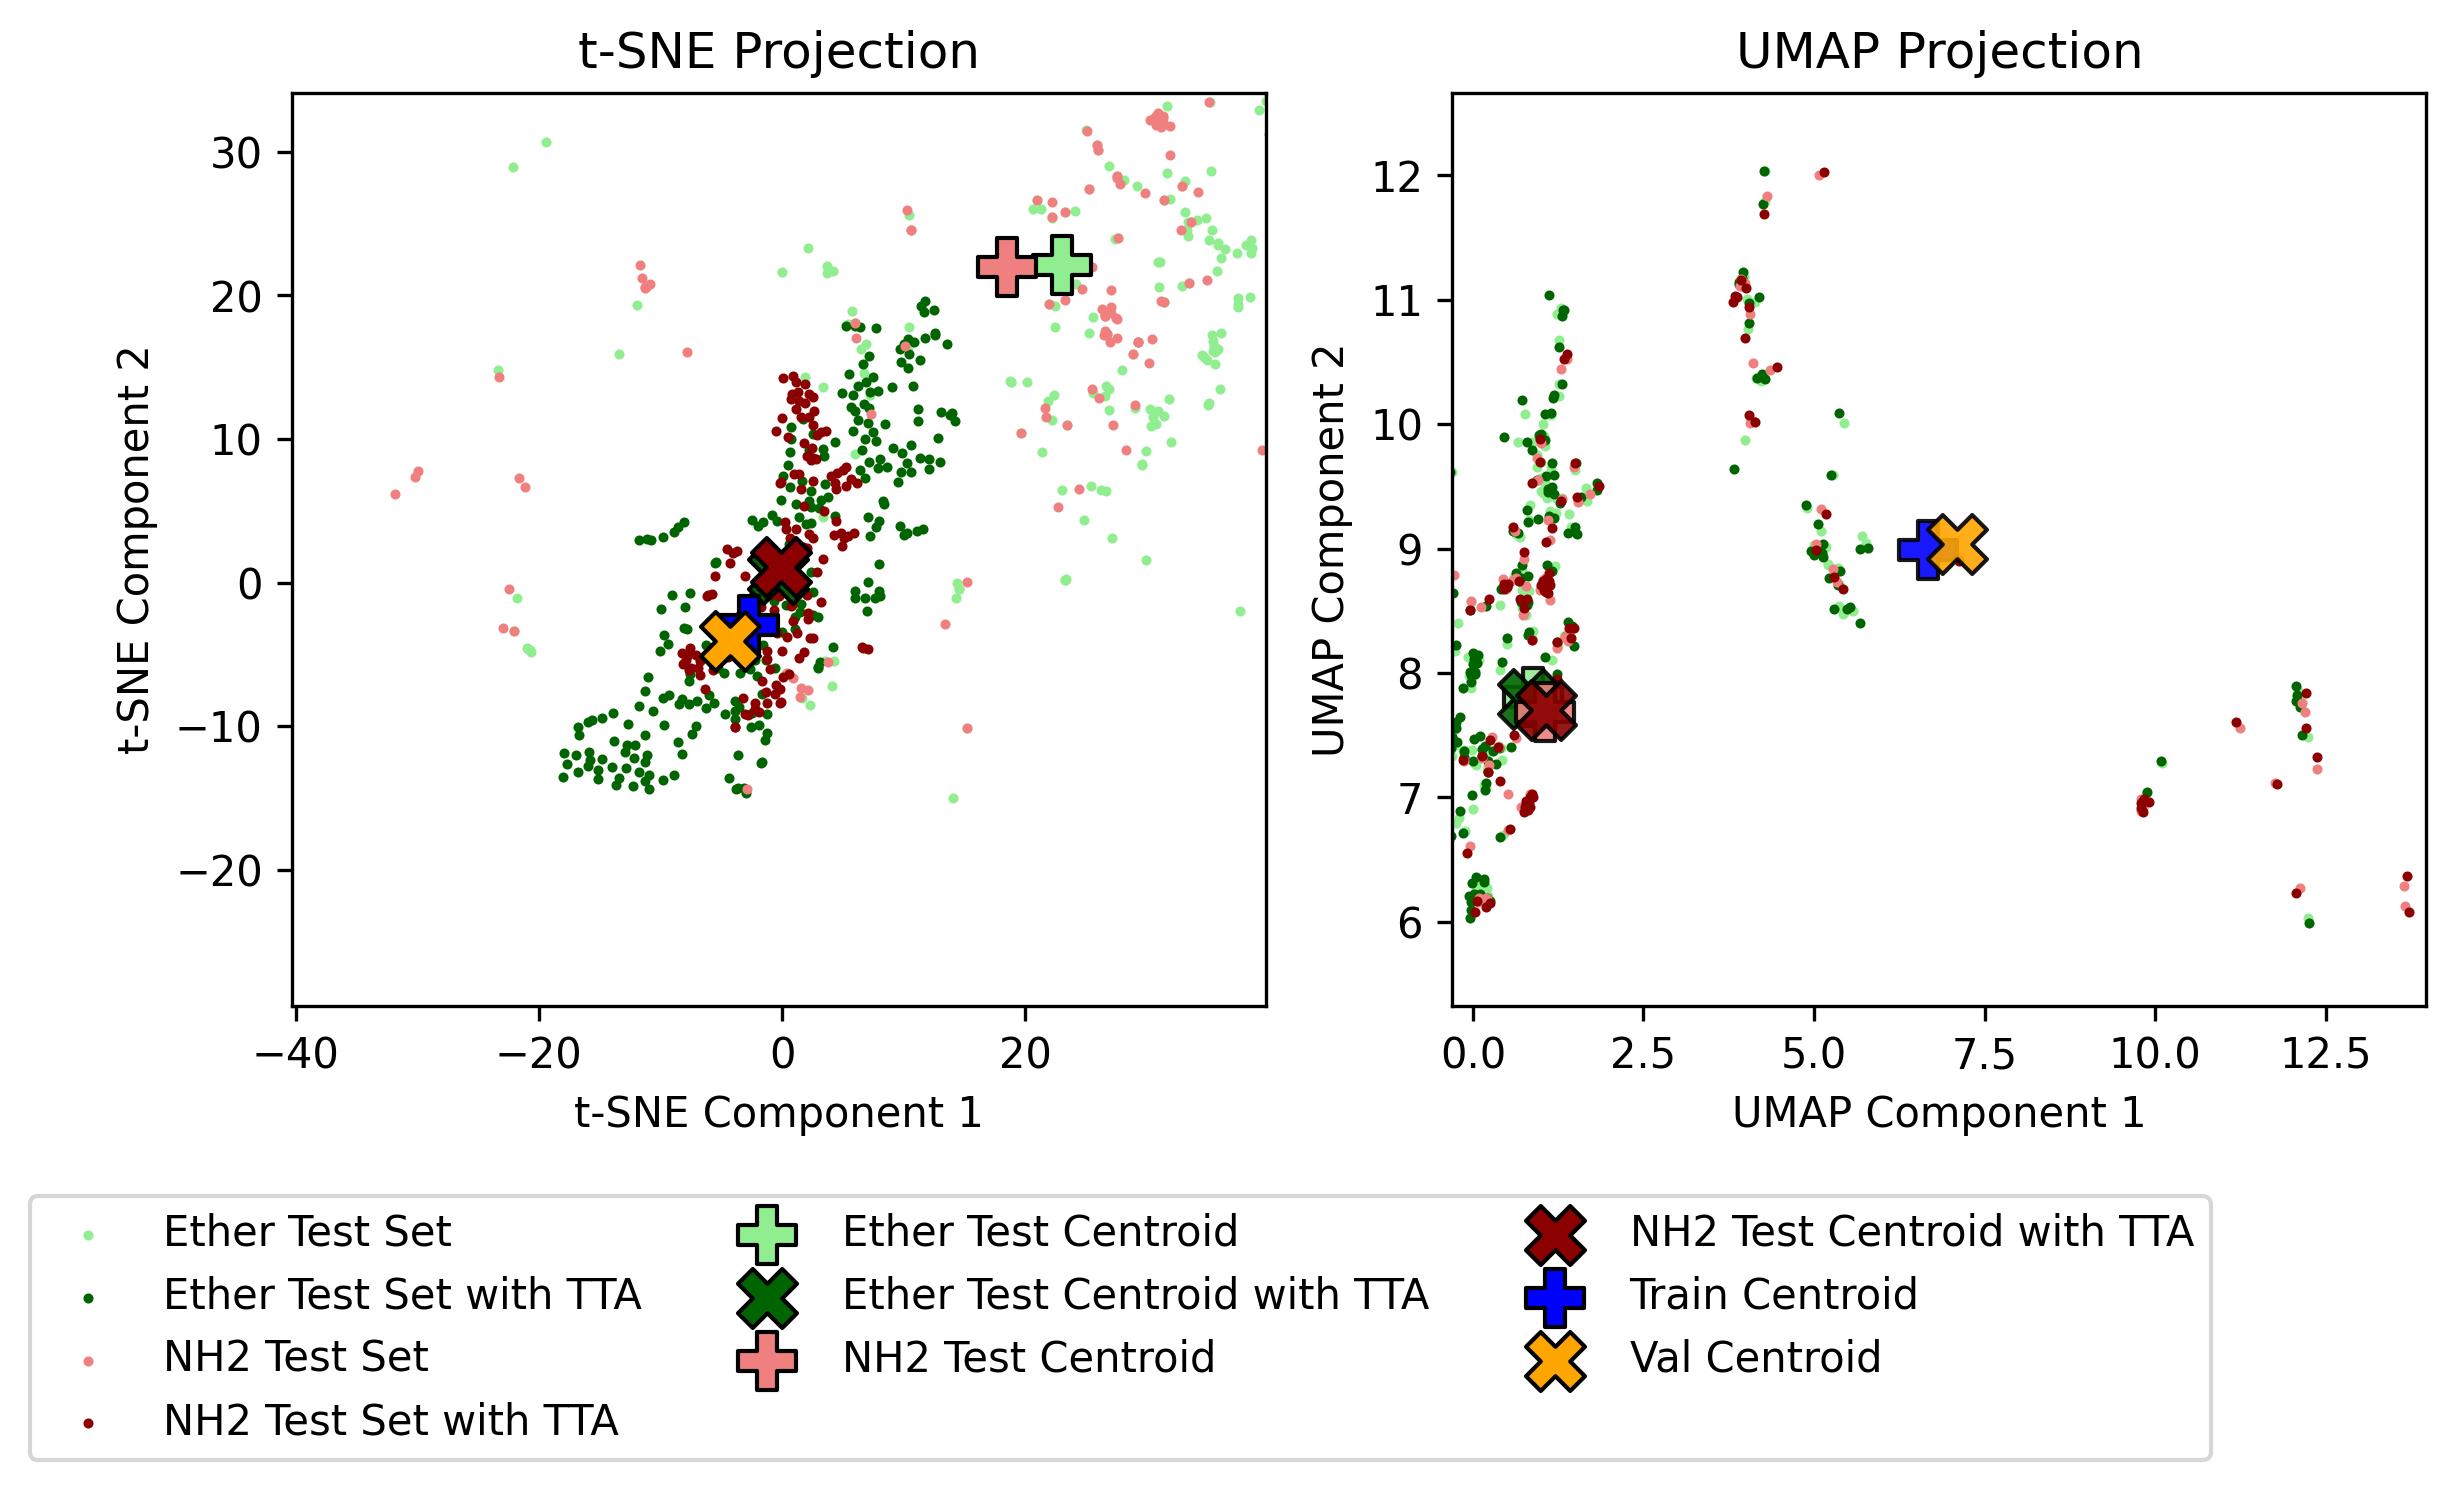 t-SNE Projection
30
20
10
0
−10
−20
t-SNE Component 2
−40
−20
0
20
t-SNE Component 1
UMAP Projection
12
11
10
9
8
7
6
UMAP Component 2
0.0
2.5
5.0
7.5
10.0
12.5
UMAP Component 1
Ether Test Set
Ether Test Set with TTA
NH2 Test Set
NH2 Test Set with TTA
Ether Test Centroid
Ether Test Centroid with TTA
NH2 Test Centroid
NH2 Test Centroid with TTA
Train Centroid
Val Centroid